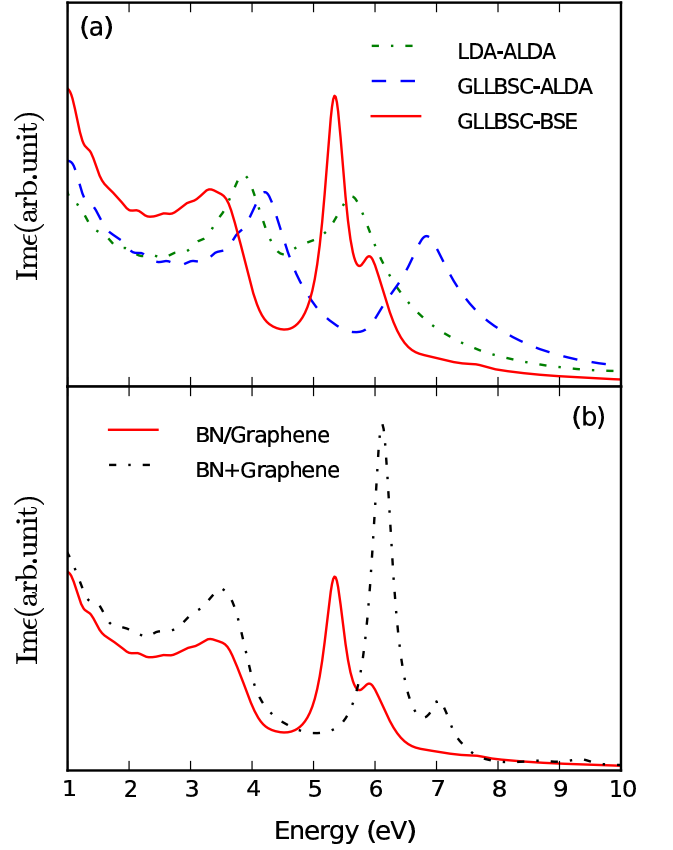 (a)
LDA-ALDA
GLLBSC-ALDA
GLLBSC-BSE
Imϵ(arb.unit)
(b)
BN/Graphene
BN+Graphene
Imϵ(arb.unit)
1 2 3 4 5 6 7 8 9 10
Energy (eV)